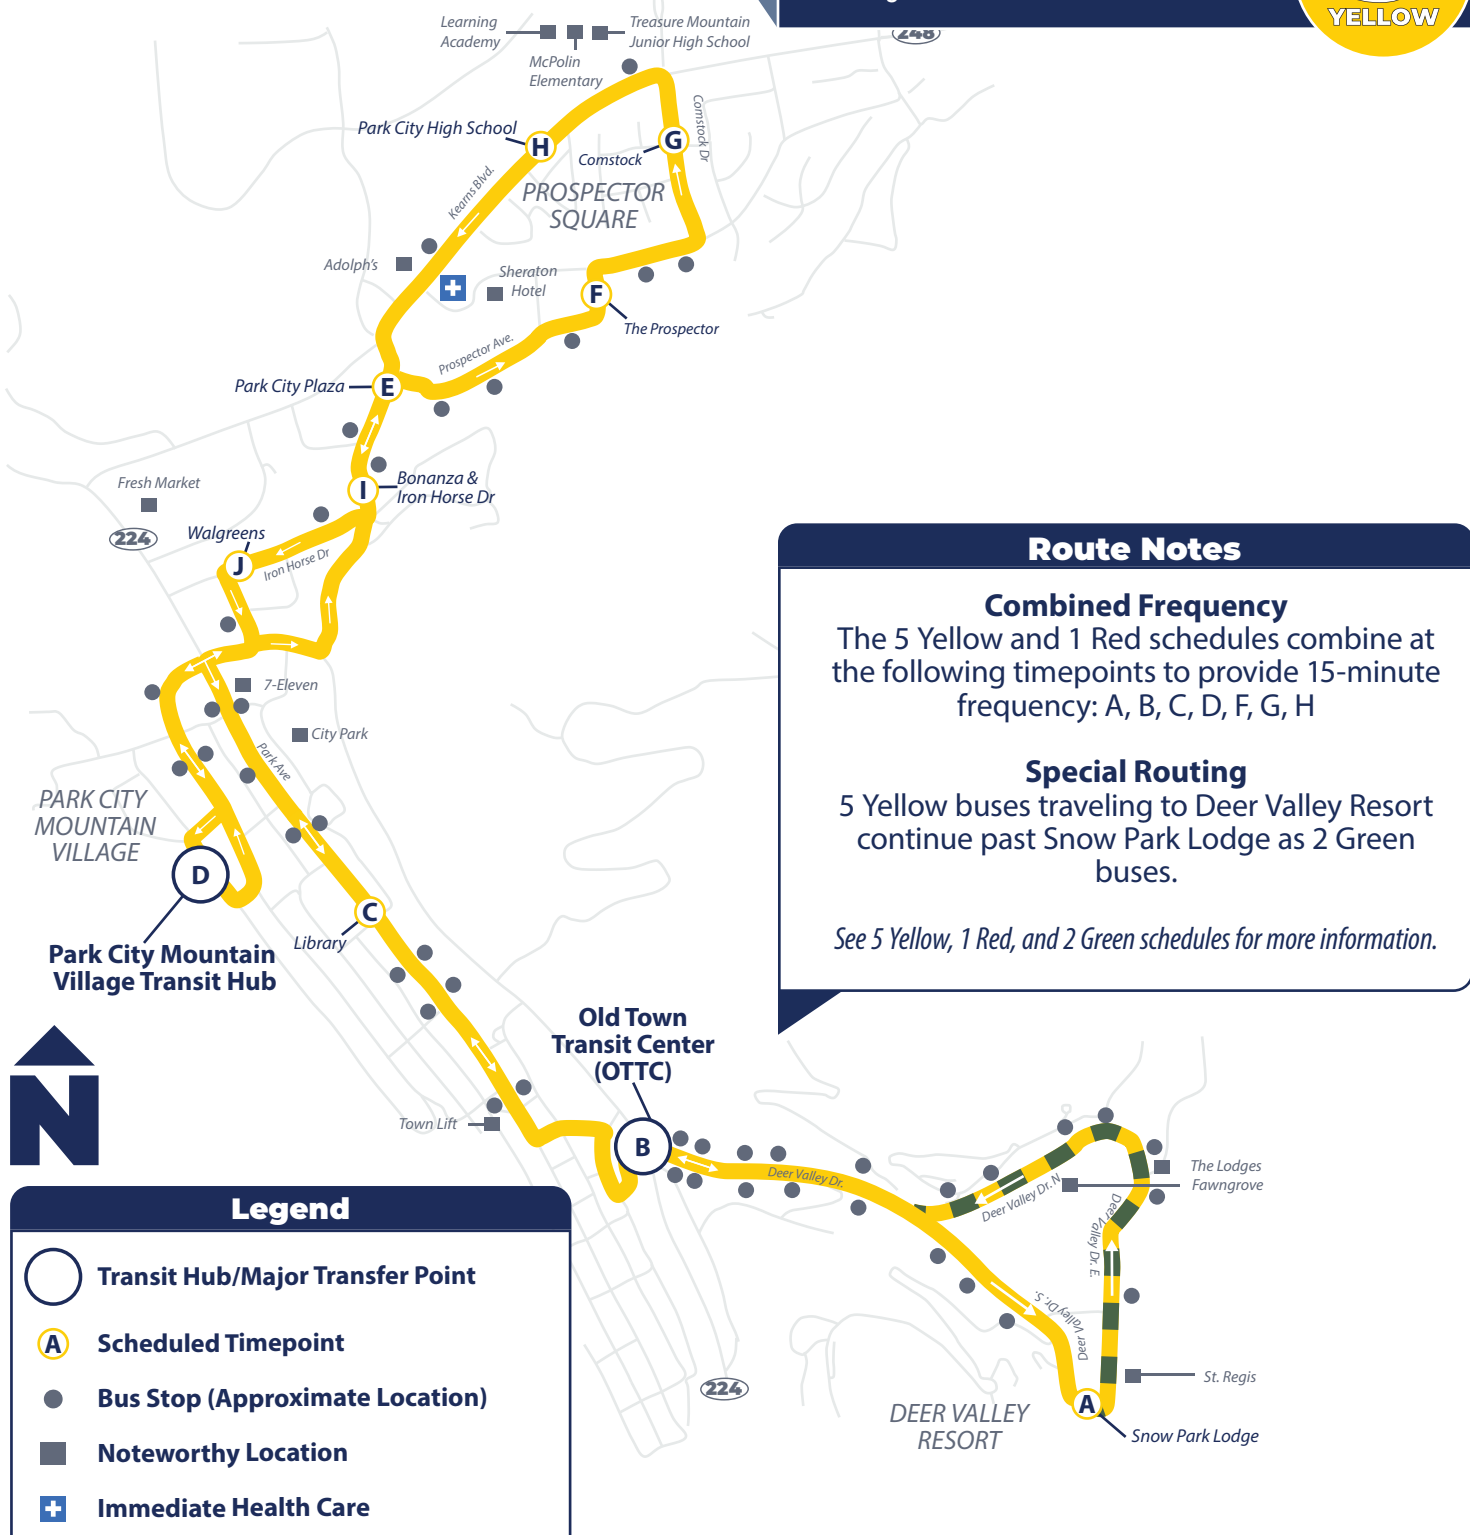 YELLOW
Learning
Academy
Treasure Mountain
Junior High School
McPolin
Elementary
248
Comstock Dr
Park City High School
H
G
Comstock
Kearns Blvd.
PROSPECTOR
SQUARE
Adolph's
Sheraton
Hotel
F
The Prospector
Prospector Ave.
Park City Plaza
E
I
Bonanza &
Iron Horse Dr
Fresh Market
224
Walgreens
J
Iron Horse Dr
7-Eleven
City Park
Park Ave
PARK CITY
MOUNTAIN
VILLAGE
D
C
Library
Park City Mountain
Village Transit Hub
Route Notes
Combined Frequency
The 5 Yellow and 1 Red schedules combine at
the following timepoints to provide 15-minute
frequency: A, B, C, D, F, G, H
Special Routing
5 Yellow buses traveling to Deer Valley Resort
continue past Snow Park Lodge as 2 Green
buses.
See 5 Yellow, 1 Red, and 2 Green schedules for more information.
N
Old Town
Transit Center
(OTTC)
Town Lift
B
Deer Valley Dr.
Deer Valley Dr. N
The Lodges
Fawngrove
Deer Valley Dr. E.
Deer Valley Dr. S.
St. Regis
A
Snow Park Lodge
DEER VALLEY
RESORT
224
Legend
Transit Hub/Major Transfer Point
A Scheduled Timepoint
Bus Stop (Approximate Location)
Noteworthy Location
Immediate Health Care